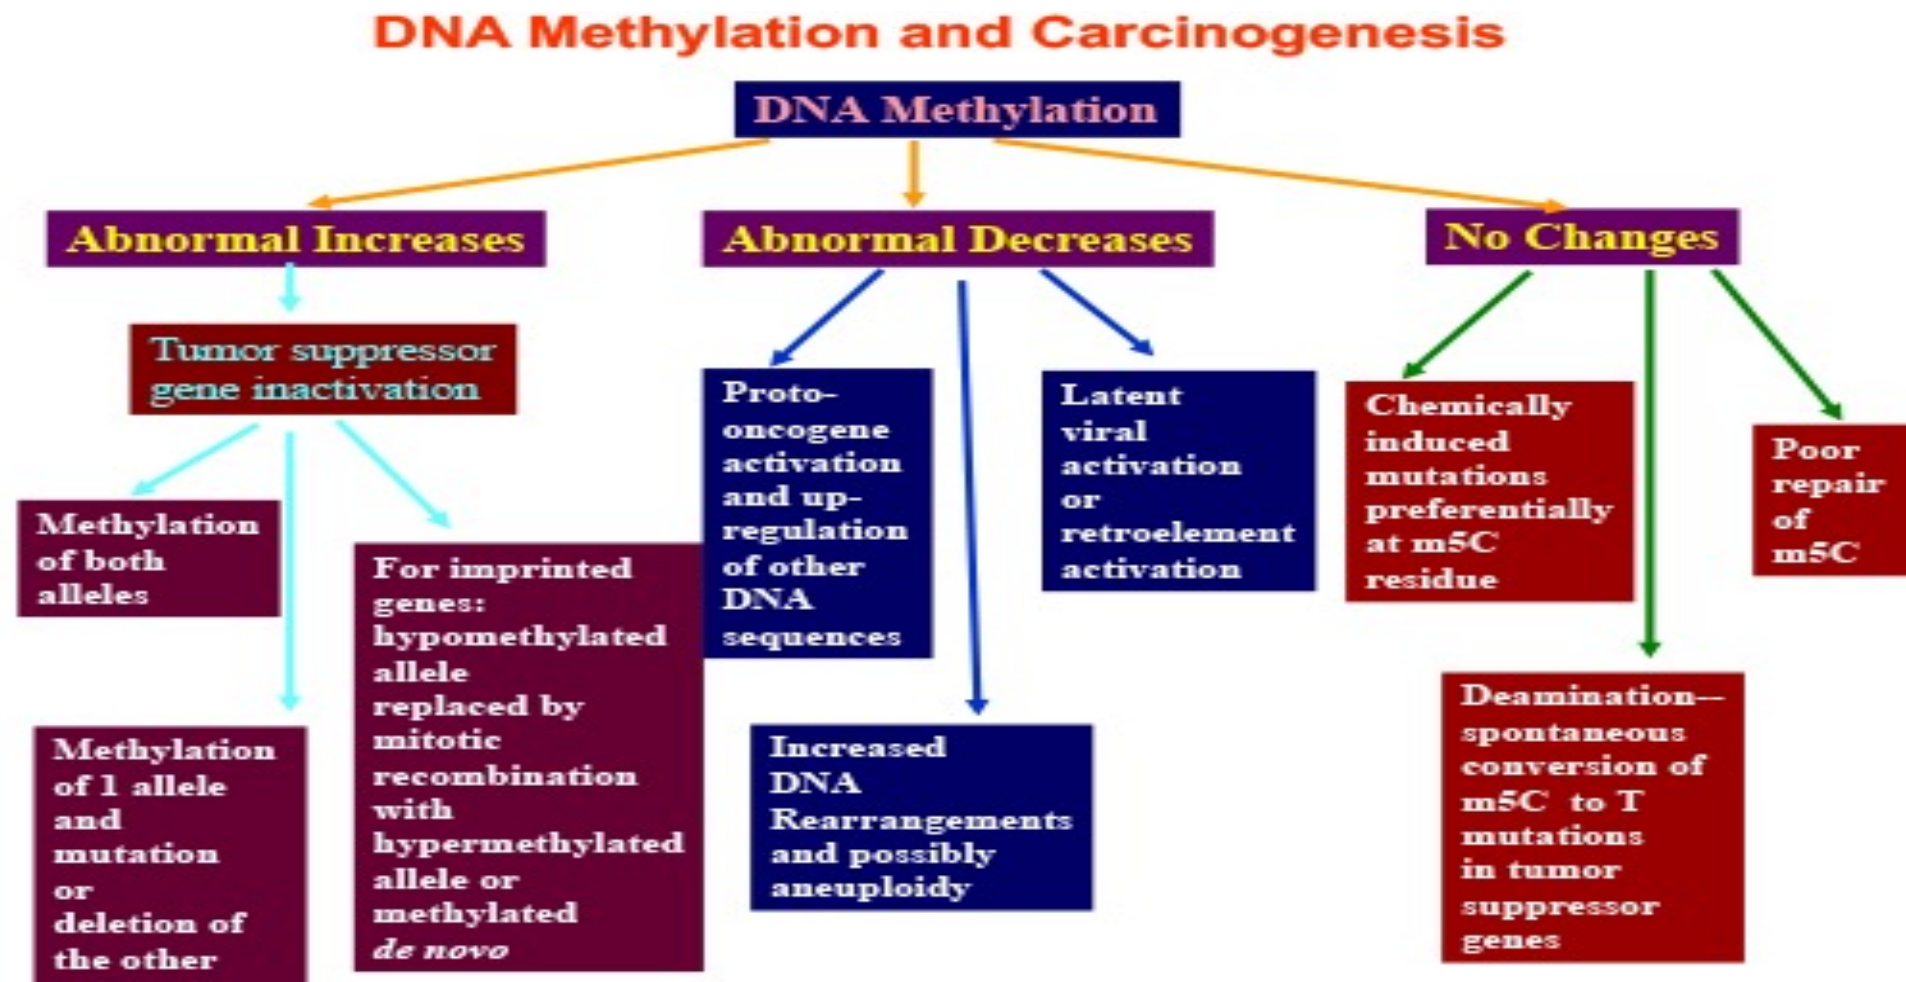 DNA Methylation and Carcinogenesis
DNA Methylation
Abnormal Increases
Abnormal Decreases
No Changes
Tumor suppressor
gene inactivation
Methylation
of both
alleles
Methylation
of 1 allele
and
mutation
or
deletion of
the other
For imprinted
genes:
hypomethylated
allele
replaced by
mitotic
recombination
with
hypermethylated
allele or
methylated
de novo
Proto-
oncogene
activation
and up-
regulation
of other
DNA
sequences
Increased
DNA
Rearrangements
and possibly
aneuploidy
Latent
viral
activation
or
retroelement
activation
Chemically
induced
mutations
preferentially
at m5C
residue
Deamination--
spontaneous
conversion of
m5C to T
mutations
in tumor
suppressor
genes
Poor
repair
of
m5C